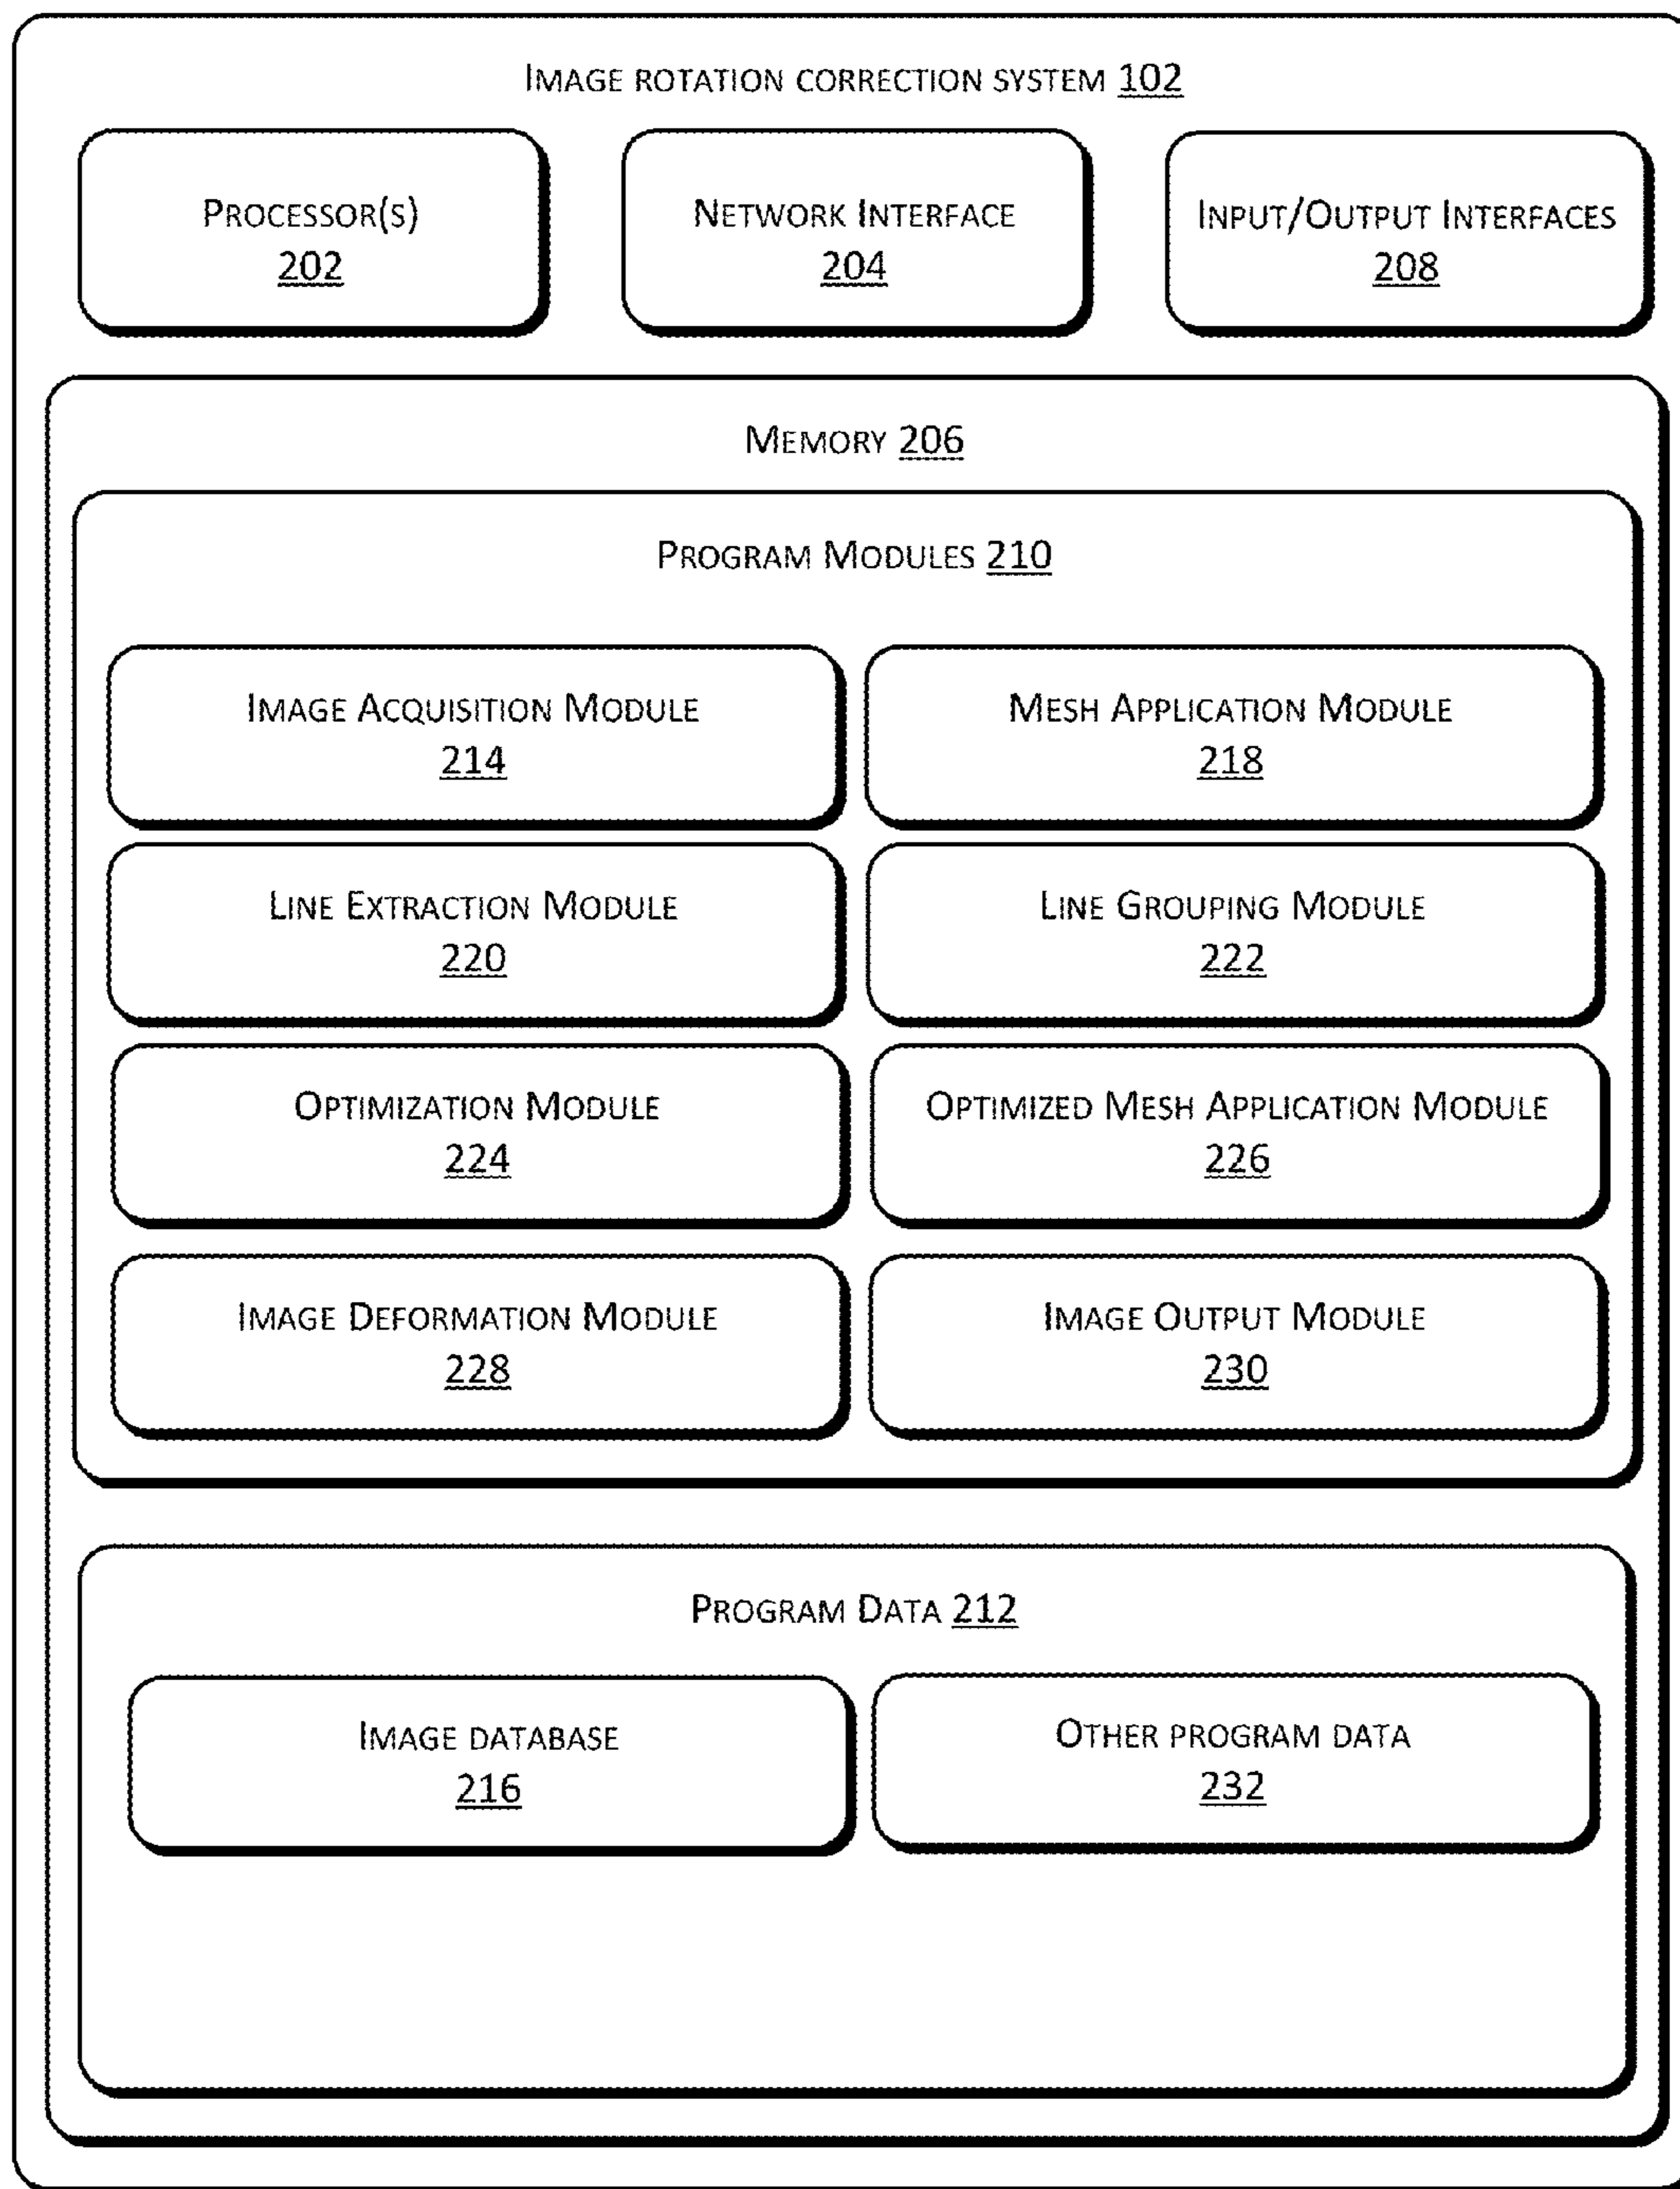 Image rotation correction system 102
Processor(s)
202
Network Interface
204
Input/Output Interfaces
208
Memory 206
Program Modules 210
Image Acquisition Module
214
Mesh Application Module
218
Line Extraction Module
220
Line Grouping Module
222
Optimization Module
224
Optimized Mesh Application Module
226
Image Deformation Module
228
Image Output Module
230
Program Data 212
Image database
216
Other program data
232